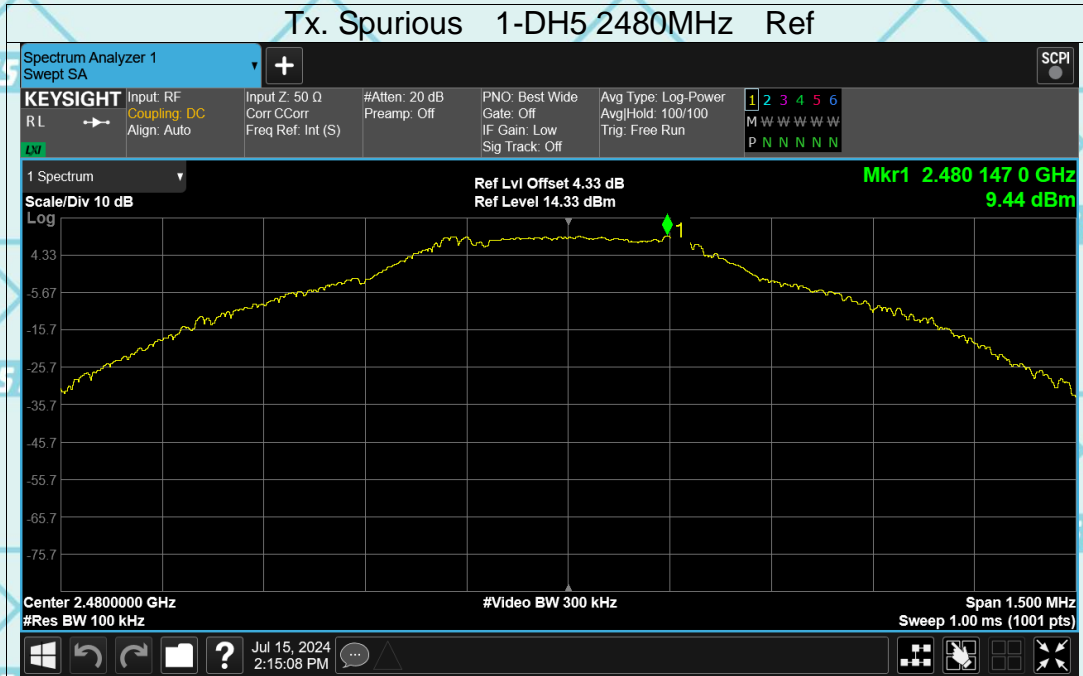 Tx. Spurious 1-DH5 2480MHz Ref
Spectrum Analyzer 1
Swept SA
+
SCPI
KEYSIGHT
R L
LXI
Input: RF
Coupling: DC
Align: Auto
Input Z: 50 Ω
Corr CCorr
Freq Ref: Int (S)
#Atten: 20 dB
Preamp: Off
PNO: Best Wide
Gate: Off
IF Gain: Low
Sig Track: Off
Avg Type: Log-Power
Avg|Hold: 100/100
Trig: Free Run
1 2 3 4 5 6
M W W W W W
P N N N N N
1 Spectrum
Scale/Div 10 dB
Log
Ref Lvl Offset 4.33 dB
Ref Level 14.33 dBm
Mkr1 2.480 147 0 GHz
9.44 dBm
1
4.33
-5.67
-15.7
-25.7
-35.7
-45.7
-55.7
-65.7
-75.7
Center 2.4800000 GHz
#Res BW 100 kHz
#Video BW 300 kHz
Span 1.500 MHz
Sweep 1.00 ms (1001 pts)
?
Jul 15, 2024
2:15:08 PM